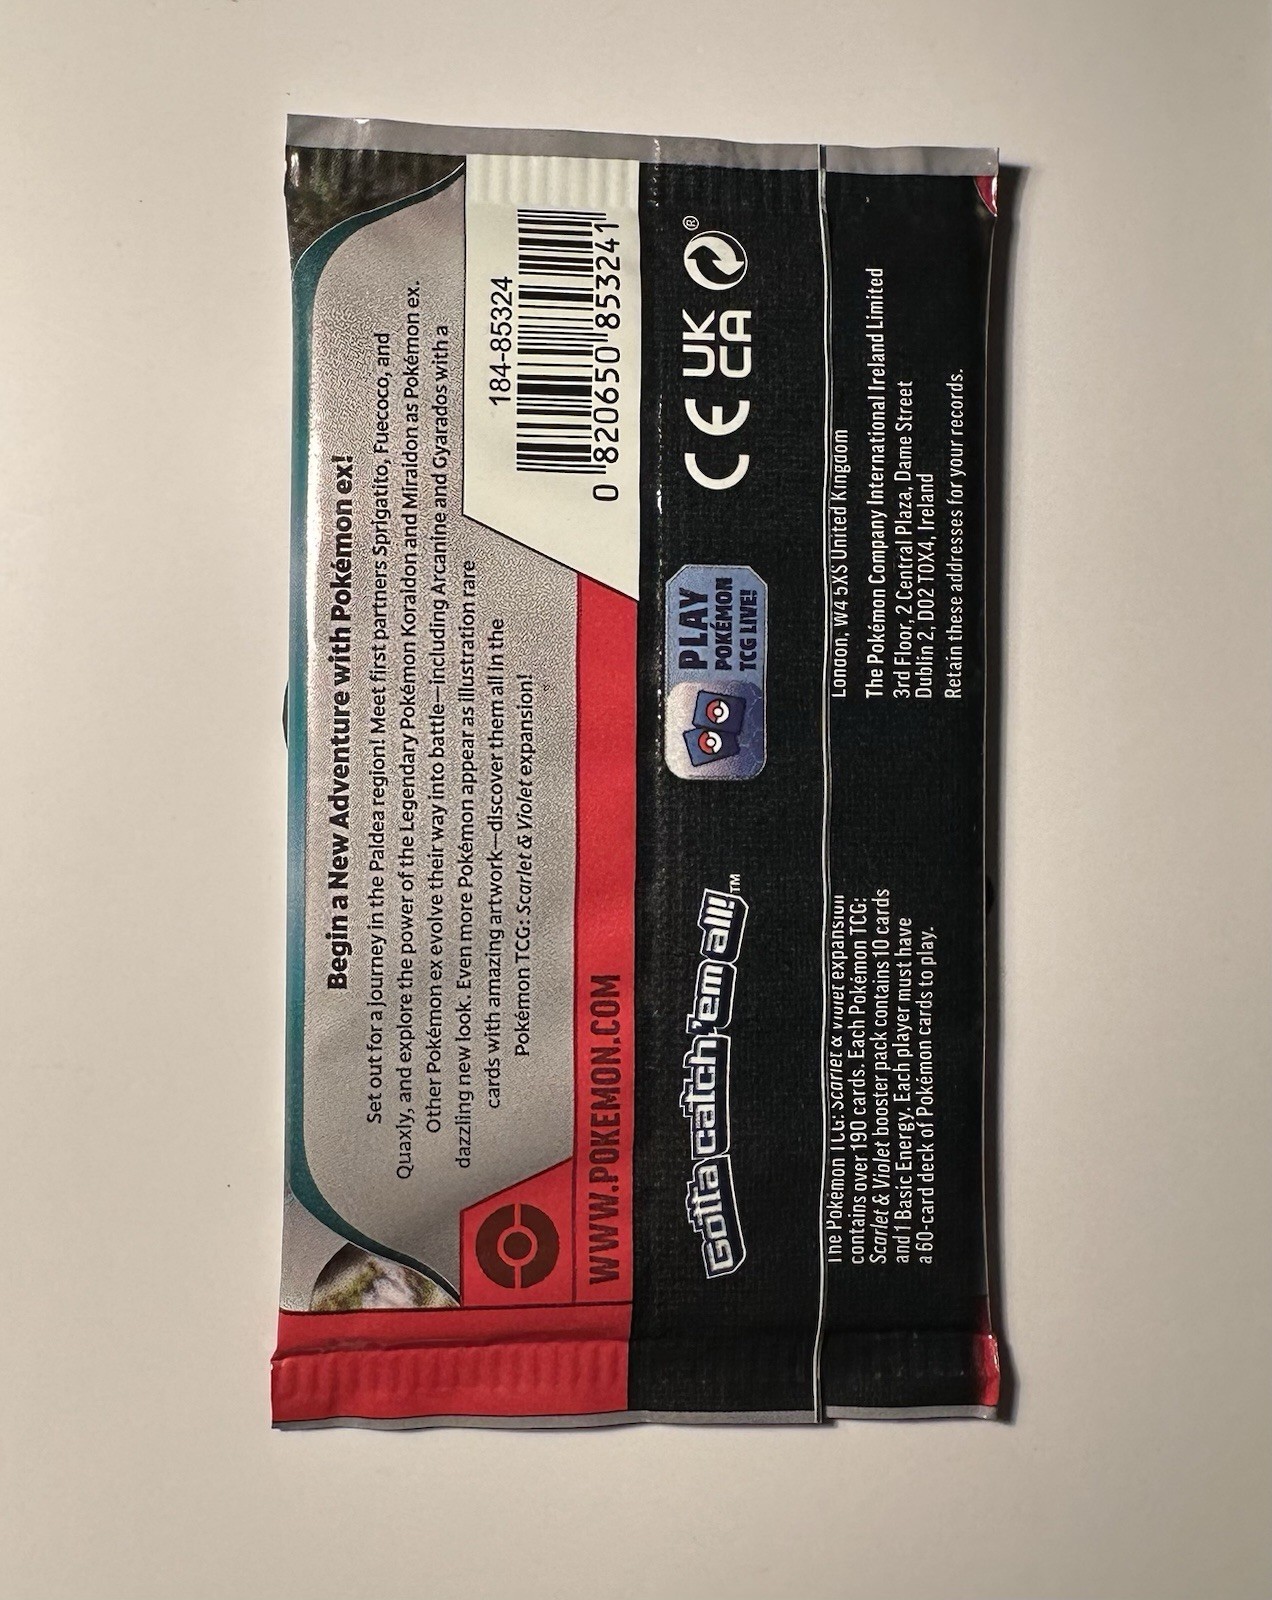 Begin a New Adventure with Pokémon ex!
Set out for a journey in the Paldea region! Meet first partners Sprigatito, Fuecoco, and
Quaxly, and explore the power of the Legendary Pokémon Koraidon and Miraidon as Pokémon ex.
Other Pokémon ex evolve their way into battle—including Arcanine and Gyarados with a
dazzling new look. Even more Pokémon appear as illustration rare
cards with amazing artwork—discover them all in the
Pokémon TCG: Scarlet & Violet expansion!
184-85324
0 820650 853241
WWW.POKEMON.COM
Gotta catch 'em all!™
PLAY
POKÉMON
TCG LIVE!
CE UK
CA ®
The Pokémon TCG: Scarlet & Violet expansion
contains over 190 cards. Each Pokémon TCG:
Scarlet & Violet booster pack contains 10 cards
and 1 Basic Energy. Each player must have
a 60-card deck of Pokémon cards to play.
London, W4 5XS United Kingdom
The Pokémon Company International Ireland Limited
3rd Floor, 2 Central Plaza, Dame Street
Dublin 2, D02 T0X4, Ireland
Retain these addresses for your records.